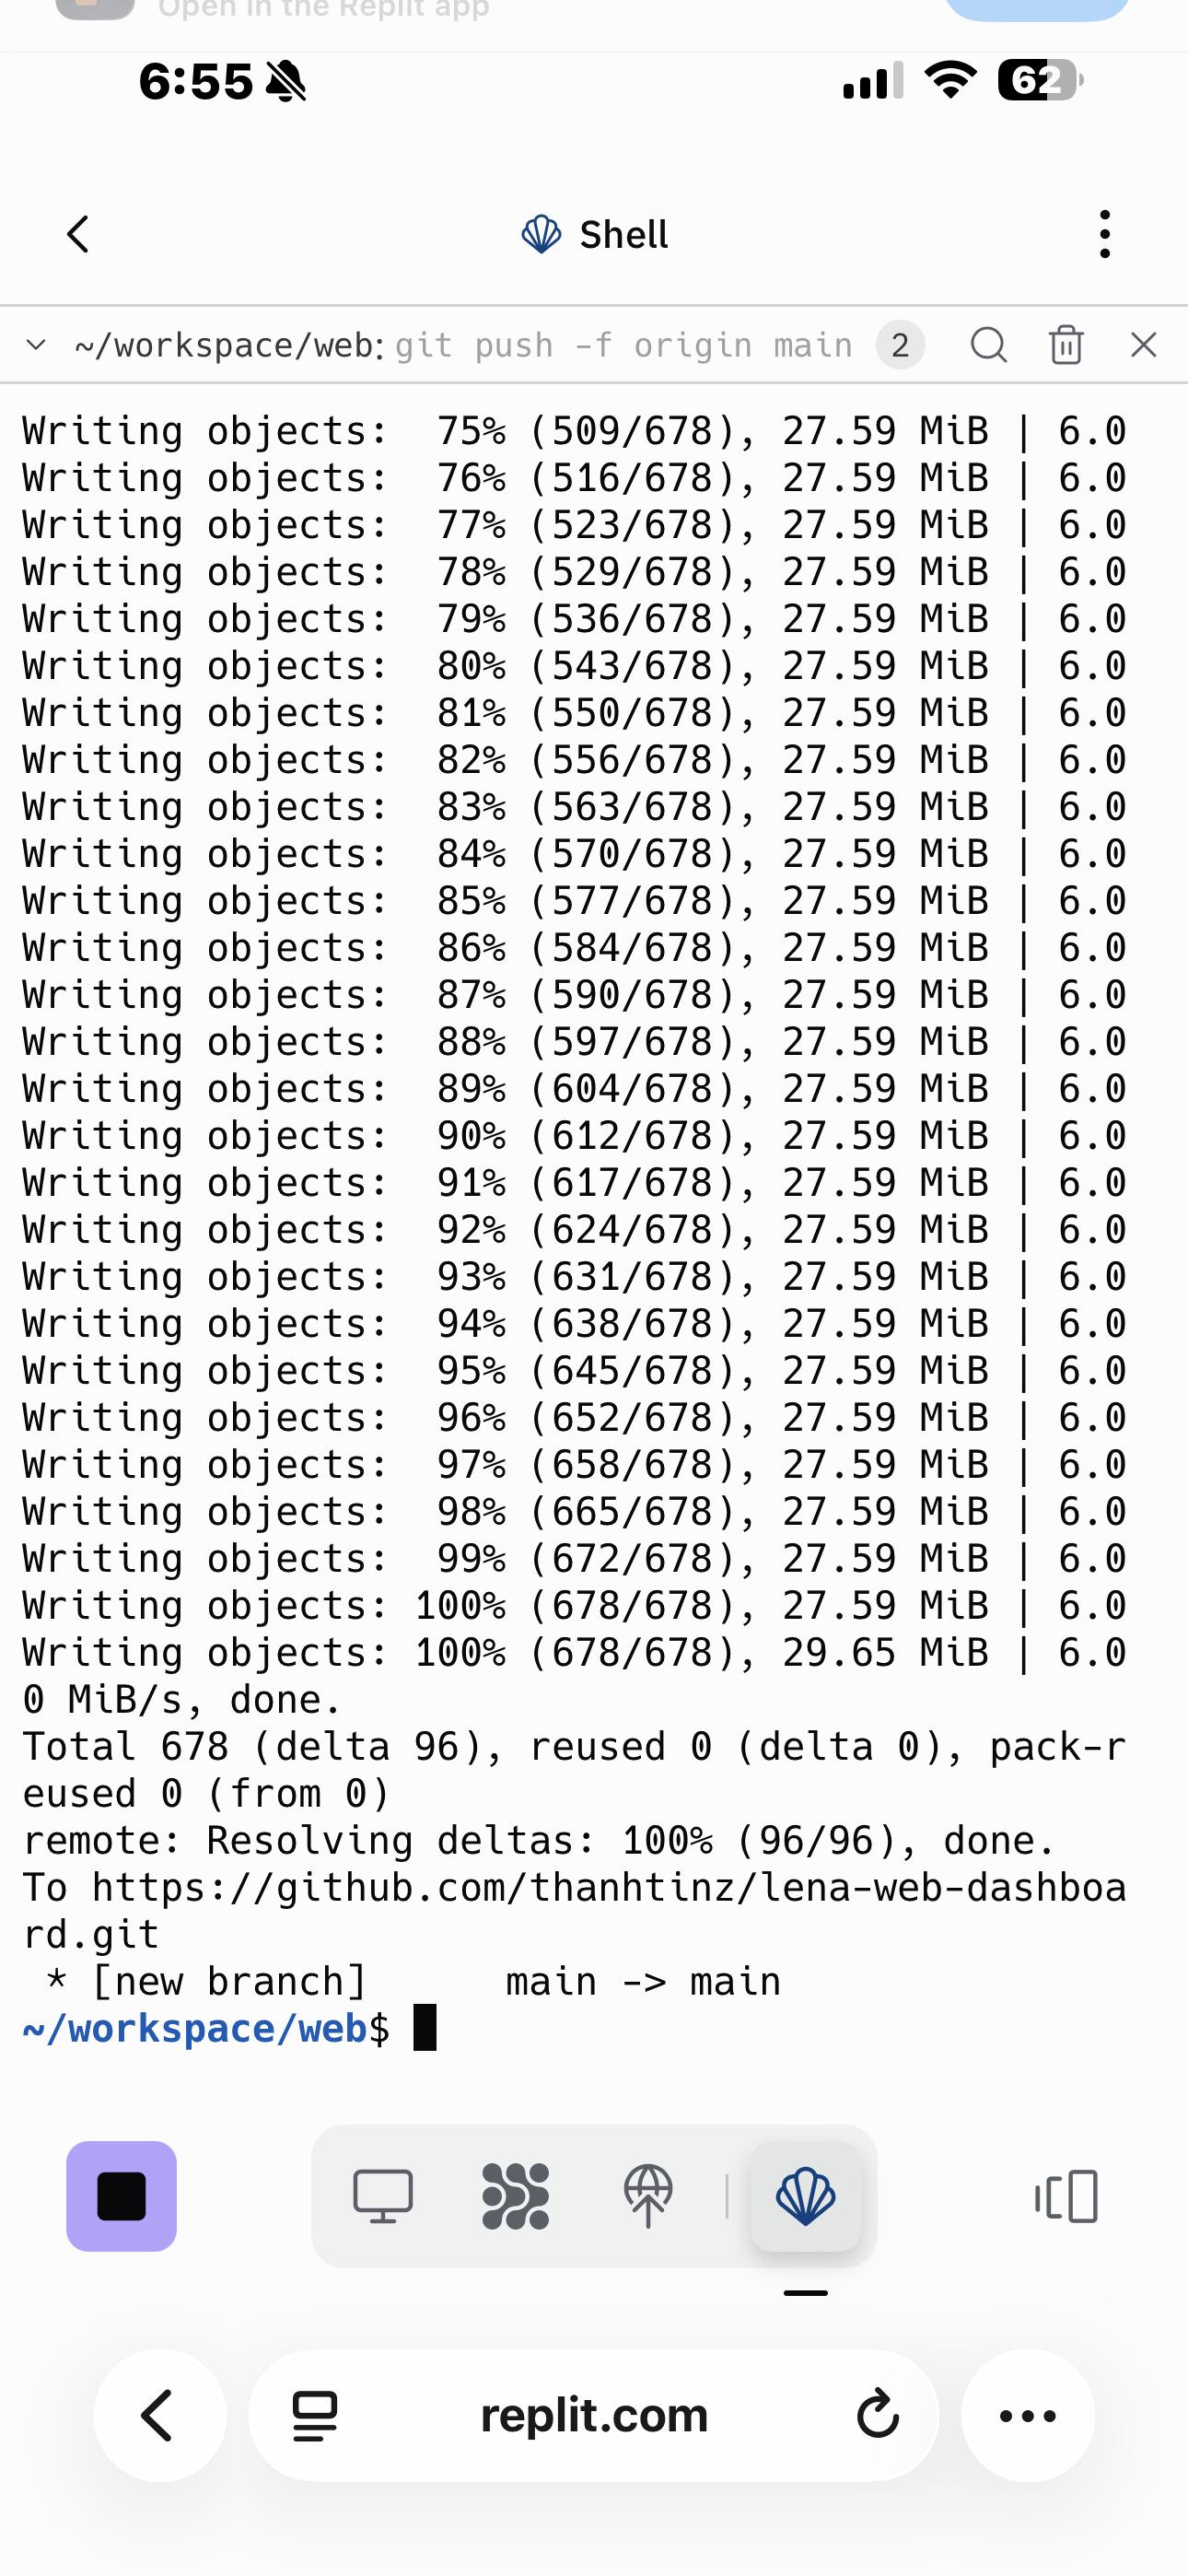 Open in the Replit app
6:55
62
Shell
~/workspace/web: git push -f origin main 2
Writing objects:  75% (509/678), 27.59 MiB | 6.0
Writing objects:  76% (516/678), 27.59 MiB | 6.0
Writing objects:  77% (523/678), 27.59 MiB | 6.0
Writing objects:  78% (529/678), 27.59 MiB | 6.0
Writing objects:  79% (536/678), 27.59 MiB | 6.0
Writing objects:  80% (543/678), 27.59 MiB | 6.0
Writing objects:  81% (550/678), 27.59 MiB | 6.0
Writing objects:  82% (556/678), 27.59 MiB | 6.0
Writing objects:  83% (563/678), 27.59 MiB | 6.0
Writing objects:  84% (570/678), 27.59 MiB | 6.0
Writing objects:  85% (577/678), 27.59 MiB | 6.0
Writing objects:  86% (584/678), 27.59 MiB | 6.0
Writing objects:  87% (590/678), 27.59 MiB | 6.0
Writing objects:  88% (597/678), 27.59 MiB | 6.0
Writing objects:  89% (604/678), 27.59 MiB | 6.0
Writing objects:  90% (612/678), 27.59 MiB | 6.0
Writing objects:  91% (617/678), 27.59 MiB | 6.0
Writing objects:  92% (624/678), 27.59 MiB | 6.0
Writing objects:  93% (631/678), 27.59 MiB | 6.0
Writing objects:  94% (638/678), 27.59 MiB | 6.0
Writing objects:  95% (645/678), 27.59 MiB | 6.0
Writing objects:  96% (652/678), 27.59 MiB | 6.0
Writing objects:  97% (658/678), 27.59 MiB | 6.0
Writing objects:  98% (665/678), 27.59 MiB | 6.0
Writing objects:  99% (672/678), 27.59 MiB | 6.0
Writing objects: 100% (678/678), 27.59 MiB | 6.0
Writing objects: 100% (678/678), 29.65 MiB | 6.0
0 MiB/s, done.
Total 678 (delta 96), reused 0 (delta 0), pack-r
eused 0 (from 0)
remote: Resolving deltas: 100% (96/96), done.
To https://github.com/thanhtinz/lena-web-dashboa
rd.git
 * [new branch]      main -> main
~/workspace/web$
replit.com